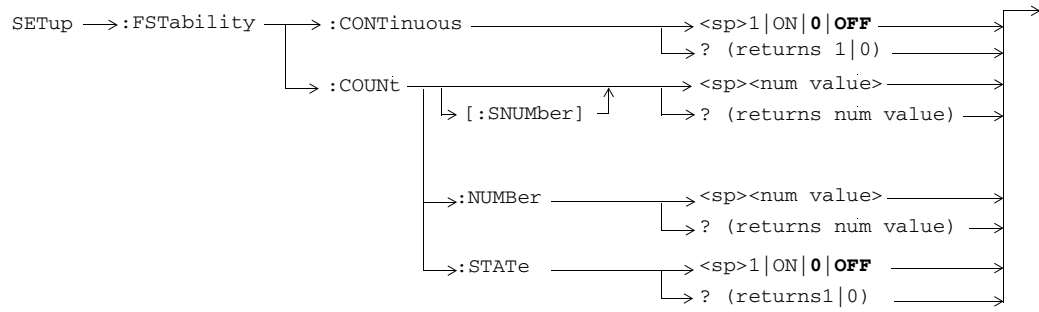 SETup :FSTability :CONTinuous <sp>1|ON|0|OFF
? (returns 1|0)
:COUNt <sp><num value>
[:SNUMber] ? (returns num value)
:NUMBer <sp><num value>
? (returns num value)
:STATe <sp>1|ON|0|OFF
? (returns1|0)